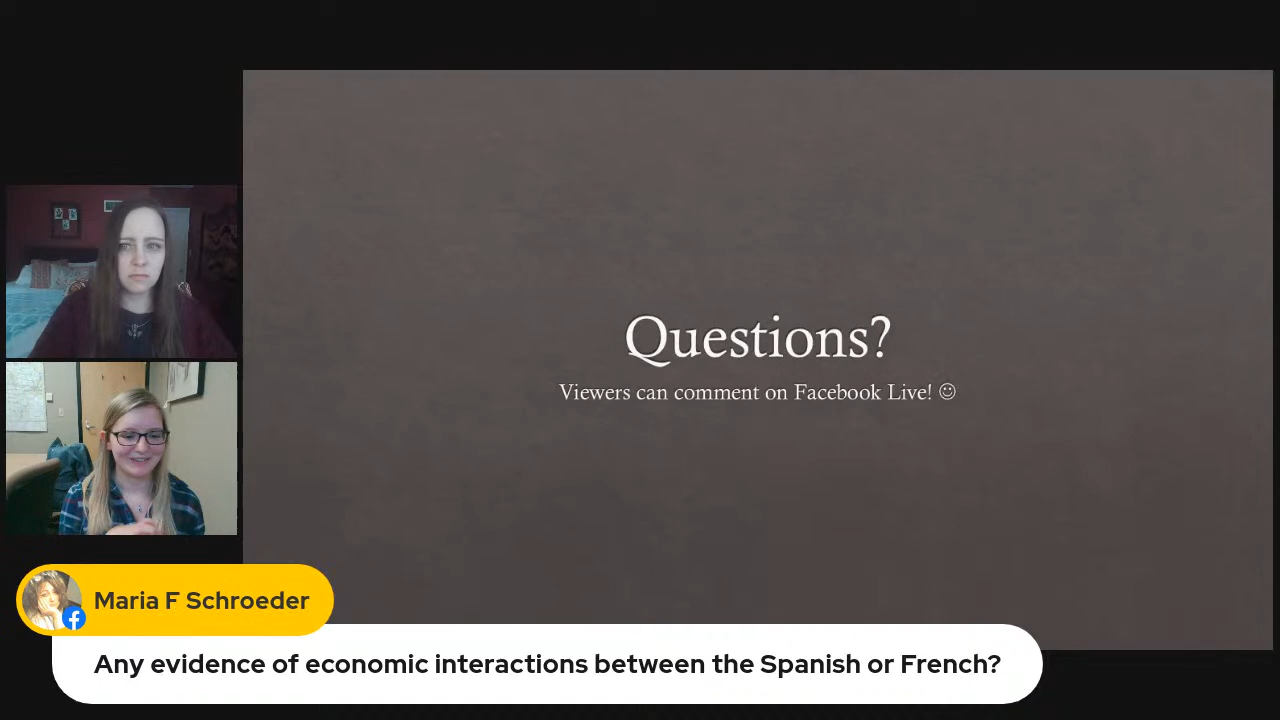 Questions?
Viewers can comment on Facebook Live! ☺
Maria F Schroeder
Any evidence of economic interactions between the Spanish or French?